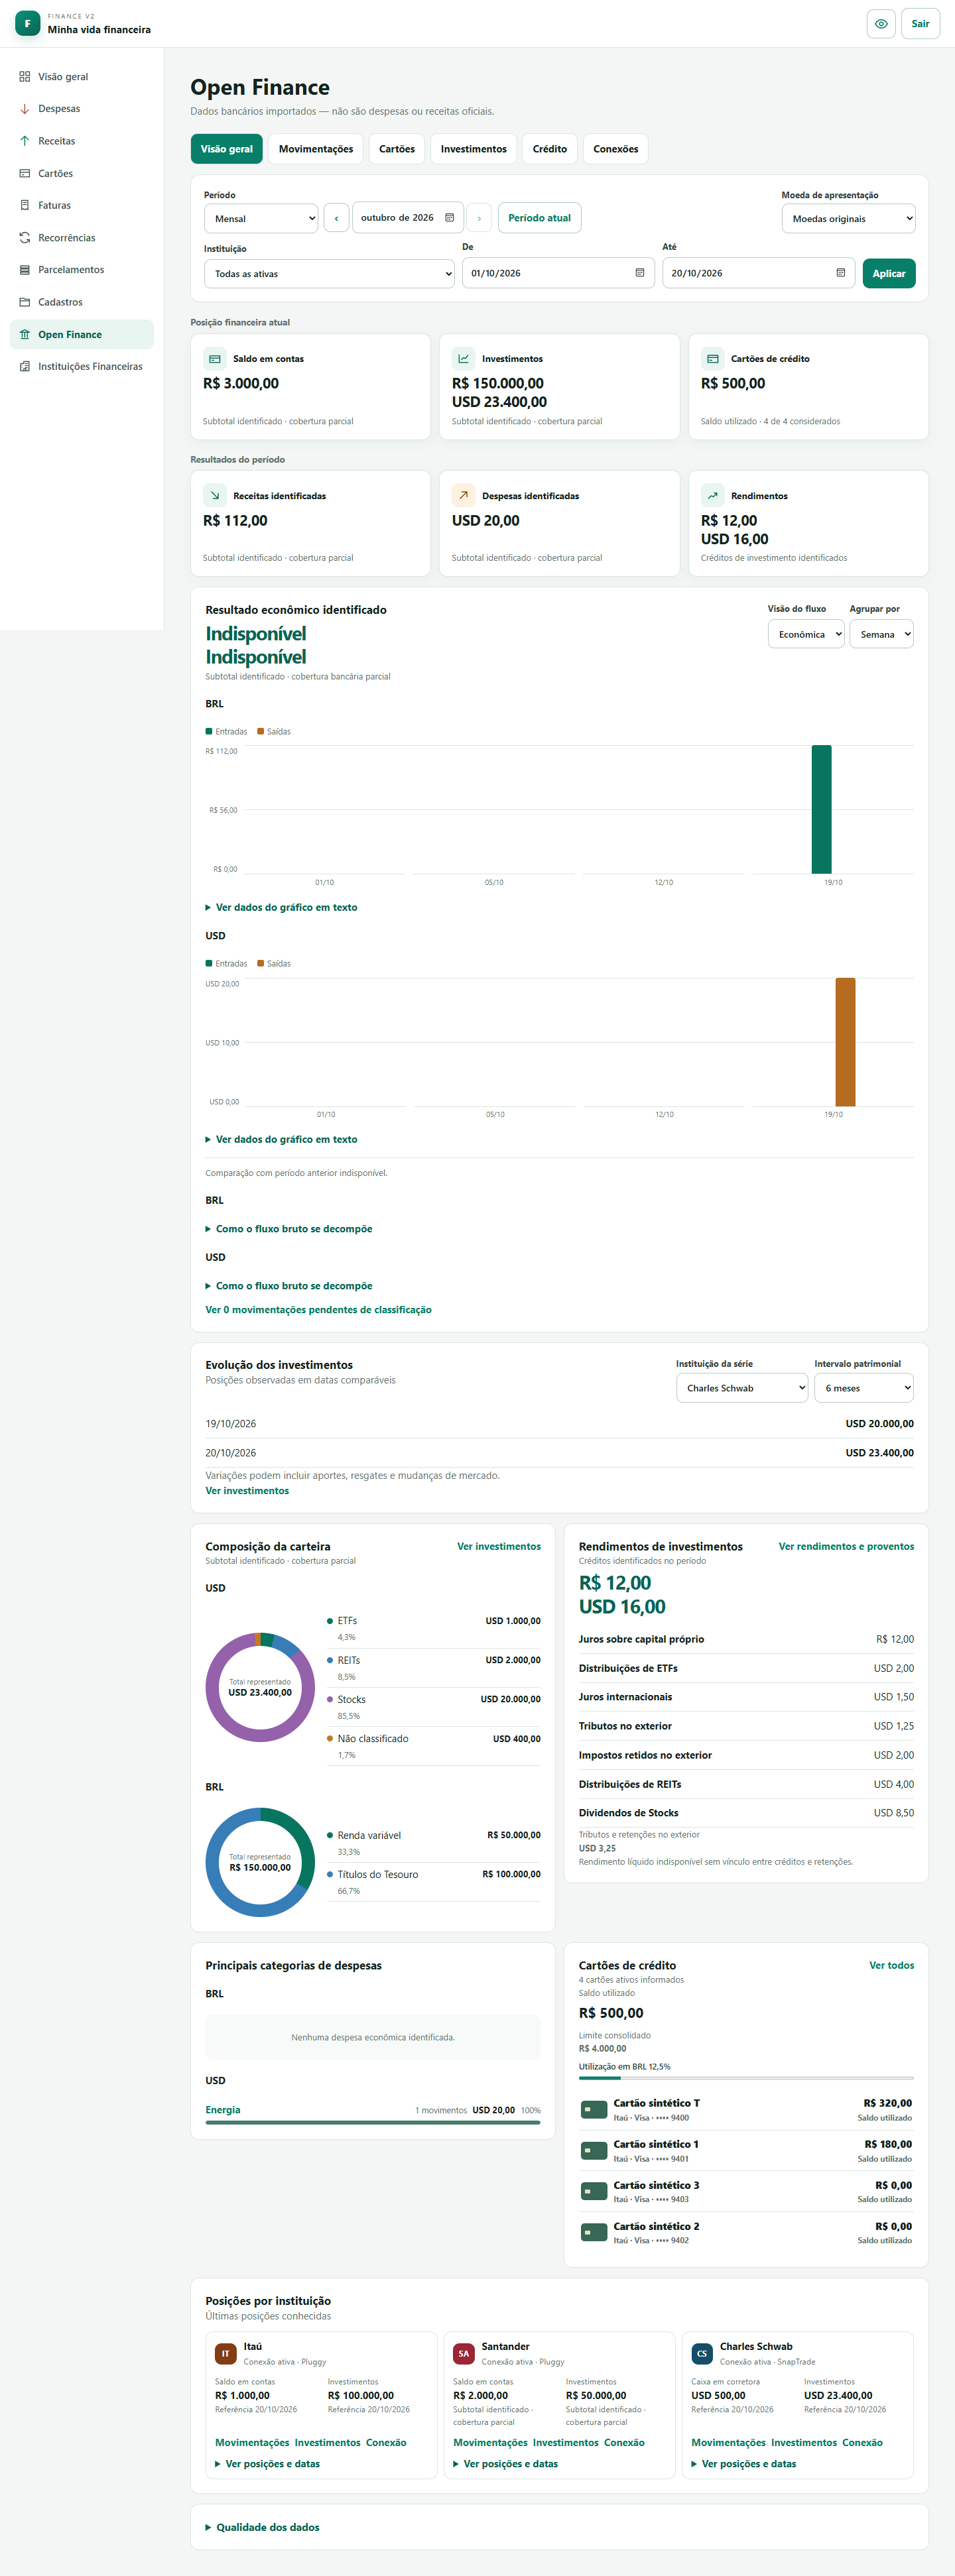 F
FINANCE V2
Minha vida financeira
Sair
Visão geral
Despesas
Receitas
Cartões
Faturas
Recorrências
Parcelamentos
Cadastros
Open Finance
Instituições Financeiras
Open Finance
Dados bancários importados — não são despesas ou receitas oficiais.
Visão geral
Movimentações
Cartões
Investimentos
Crédito
Conexões
Período
Mensal
outubro de 2026
Período atual
Moeda de apresentação
Moedas originais
Instituição
Todas as ativas
De
01/10/2026
Até
20/10/2026
Aplicar
Posição financeira atual
Saldo em contas
R$ 3.000,00
Subtotal identificado · cobertura parcial
Investimentos
R$ 150.000,00
USD 23.400,00
Subtotal identificado · cobertura parcial
Cartões de crédito
R$ 500,00
Saldo utilizado · 4 de 4 considerados
Resultados do período
Receitas identificadas
R$ 112,00
Subtotal identificado · cobertura parcial
Despesas identificadas
USD 20,00
Subtotal identificado · cobertura parcial
Rendimentos
R$ 12,00
USD 16,00
Créditos de investimento identificados
Resultado econômico identificado
Indisponível
Indisponível
Subtotal identificado · cobertura bancária parcial
Visão do fluxo
Econômica
Agrupar por
Semana
BRL
Entradas Saídas
R$ 112,00
R$ 56,00
R$ 0,00
01/10 05/10 12/10 19/10
Ver dados do gráfico em texto
USD
Entradas Saídas
USD 20,00
USD 10,00
USD 0,00
01/10 05/10 12/10 19/10
Ver dados do gráfico em texto
Comparação com período anterior indisponível.
BRL
Como o fluxo bruto se decompõe
USD
Como o fluxo bruto se decompõe
Ver 0 movimentações pendentes de classificação
Evolução dos investimentos
Posições observadas em datas comparáveis
Instituição da série
Charles Schwab
Intervalo patrimonial
6 meses
19/10/2026 USD 20.000,00
20/10/2026 USD 23.400,00
Variações podem incluir aportes, resgates e mudanças de mercado.
Ver investimentos
Composição da carteira
Ver investimentos
Subtotal identificado · cobertura parcial
USD
Total representado
USD 23.400,00
ETFs USD 1.000,00
4,3%
REITs USD 2.000,00
8,5%
Stocks USD 20.000,00
85,5%
Não classificado USD 400,00
1,7%
BRL
Total representado
R$ 150.000,00
Renda variável R$ 50.000,00
33,3%
Títulos do Tesouro R$ 100.000,00
66,7%
Rendimentos de investimentos
Ver rendimentos e proventos
Créditos identificados no período
R$ 12,00
USD 16,00
Juros sobre capital próprio R$ 12,00
Distribuições de ETFs USD 2,00
Juros internacionais USD 1,50
Tributos no exterior USD 1,25
Impostos retidos no exterior USD 2,00
Distribuições de REITs USD 4,00
Dividendos de Stocks USD 8,50
Tributos e retenções no exterior
USD 3,25
Rendimento líquido indisponível sem vínculo entre créditos e retenções.
Principais categorias de despesas
BRL
Nenhuma despesa econômica identificada.
USD
Energia 1 movimentos USD 20,00 100%
Cartões de crédito
Ver todos
4 cartões ativos informados
Saldo utilizado
R$ 500,00
Limite consolidado
R$ 4.000,00
Utilização em BRL 12,5%
Cartão sintético T R$ 320,00
Itaú · Visa · •••• 9400 Saldo utilizado
Cartão sintético 1 R$ 180,00
Itaú · Visa · •••• 9401 Saldo utilizado
Cartão sintético 3 R$ 0,00
Itaú · Visa · •••• 9403 Saldo utilizado
Cartão sintético 2 R$ 0,00
Itaú · Visa · •••• 9402 Saldo utilizado
Posições por instituição
Últimas posições conhecidas
IT
Itaú
Conexão ativa · Pluggy
Saldo em contas Investimentos
R$ 1.000,00 R$ 100.000,00
Referência 20/10/2026 Referência 20/10/2026
Movimentações Investimentos Conexão
Ver posições e datas
SA
Santander
Conexão ativa · Pluggy
Saldo em contas Investimentos
R$ 2.000,00 R$ 50.000,00
Subtotal identificado · Subtotal identificado ·
cobertura parcial cobertura parcial
Movimentações Investimentos Conexão
Ver posições e datas
CS
Charles Schwab
Conexão ativa · SnapTrade
Caixa em corretora Investimentos
USD 500,00 USD 23.400,00
Referência 20/10/2026 Referência 20/10/2026
Movimentações Investimentos Conexão
Ver posições e datas
Qualidade dos dados